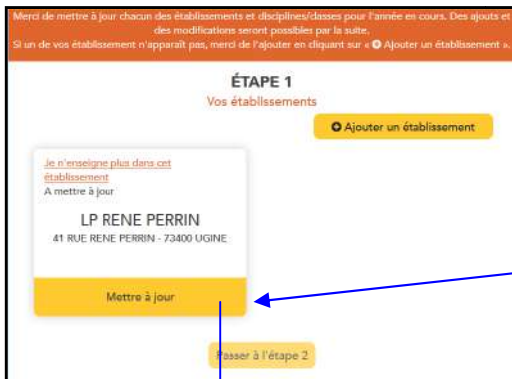 Merci de mettre à jour chacun des établissements et disciplines/classes pour l'année en cours. Des ajouts et
des modifications seront possibles par la suite.
Si un de vos établissement n'apparaît pas, merci de l'ajouter en cliquant sur « Ajouter un établissement ».
ÉTAPE 1
Vos établissements
Ajouter un établissement
Je n'enseigne plus dans cet
établissement
A mettre à jour
LP RENE PERRIN
41 RUE RENE PERRIN - 73400 UGINE
Mettre à jour
Passer à l'étape 2